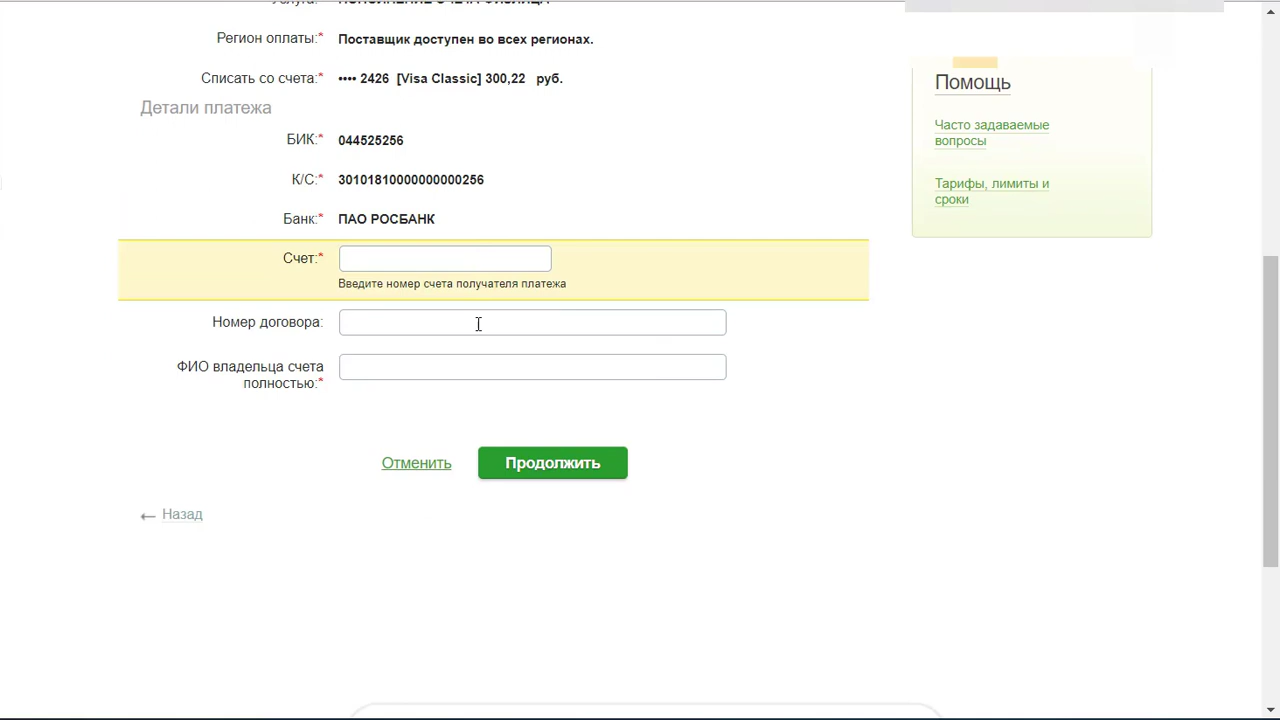 Регион оплаты:* Поставщик доступен во всех регионах.
Списать со счета:* •••• 2426 [Visa Classic] 300,22 руб.
Детали платежа
БИК:* 044525256
К/С:* 30101810000000000256
Банк:* ПАО РОСБАНК
Счет:*
Введите номер счета получателя платежа
Номер договора:
ФИО владельца счета
полностью:*
Отменить Продолжить
← Назад
Помощь
Часто задаваемые
вопросы
Тарифы, лимиты и
сроки